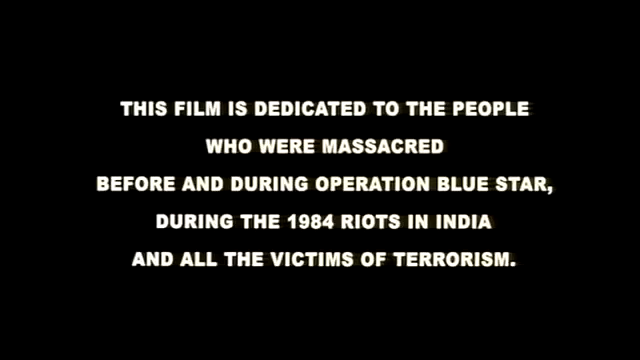 THIS FILM IS DEDICATED TO THE PEOPLE
WHO WERE MASSACRED
BEFORE AND DURING OPERATION BLUE STAR,
DURING THE 1984 RIOTS IN INDIA
AND ALL THE VICTIMS OF TERRORISM.